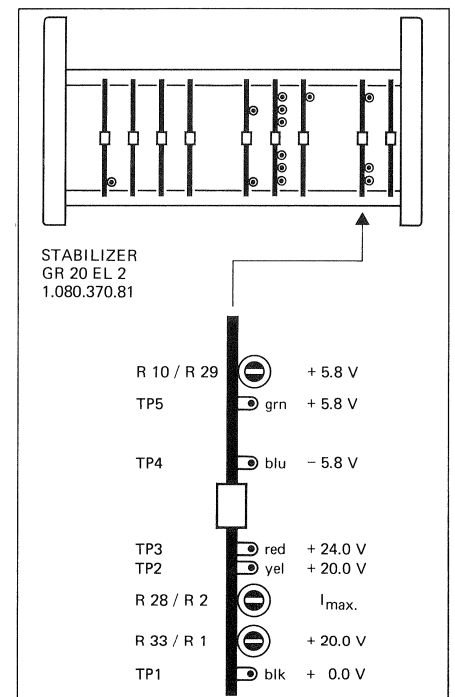 STABILIZER
GR 20 EL 2
1.080.370.81
R 10 / R 29 + 5.8 V
TP5 grn + 5.8 V
TP4 blu − 5.8 V
TP3 red + 24.0 V
TP2 yel + 20.0 V
R 28 / R 2 Imax.
R 33 / R 1 + 20.0 V
TP1 blk + 0.0 V